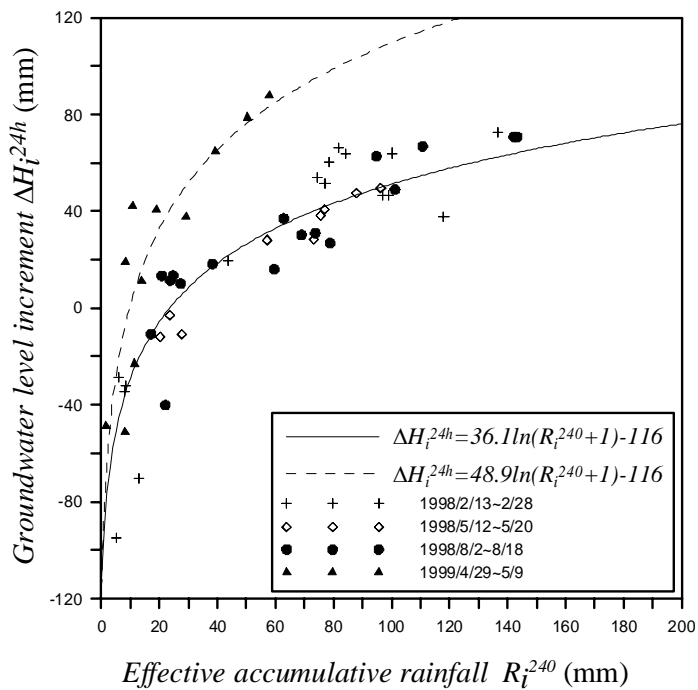 120
80
40
0
-40
-80
-120
Groundwater level increment ΔHᵢ²⁴ʰ (mm)
ΔHᵢ²⁴ʰ=36.1ln(Rᵢ²⁴⁰+1)-116
ΔHᵢ²⁴ʰ=48.9ln(Rᵢ²⁴⁰+1)-116
1998/2/13~2/28
1998/5/12~5/20
1998/8/2~8/18
1999/4/29~5/9
0 20 40 60 80 100 120 140 160 180 200
Effective accumulative rainfall Rᵢ²⁴⁰ (mm)